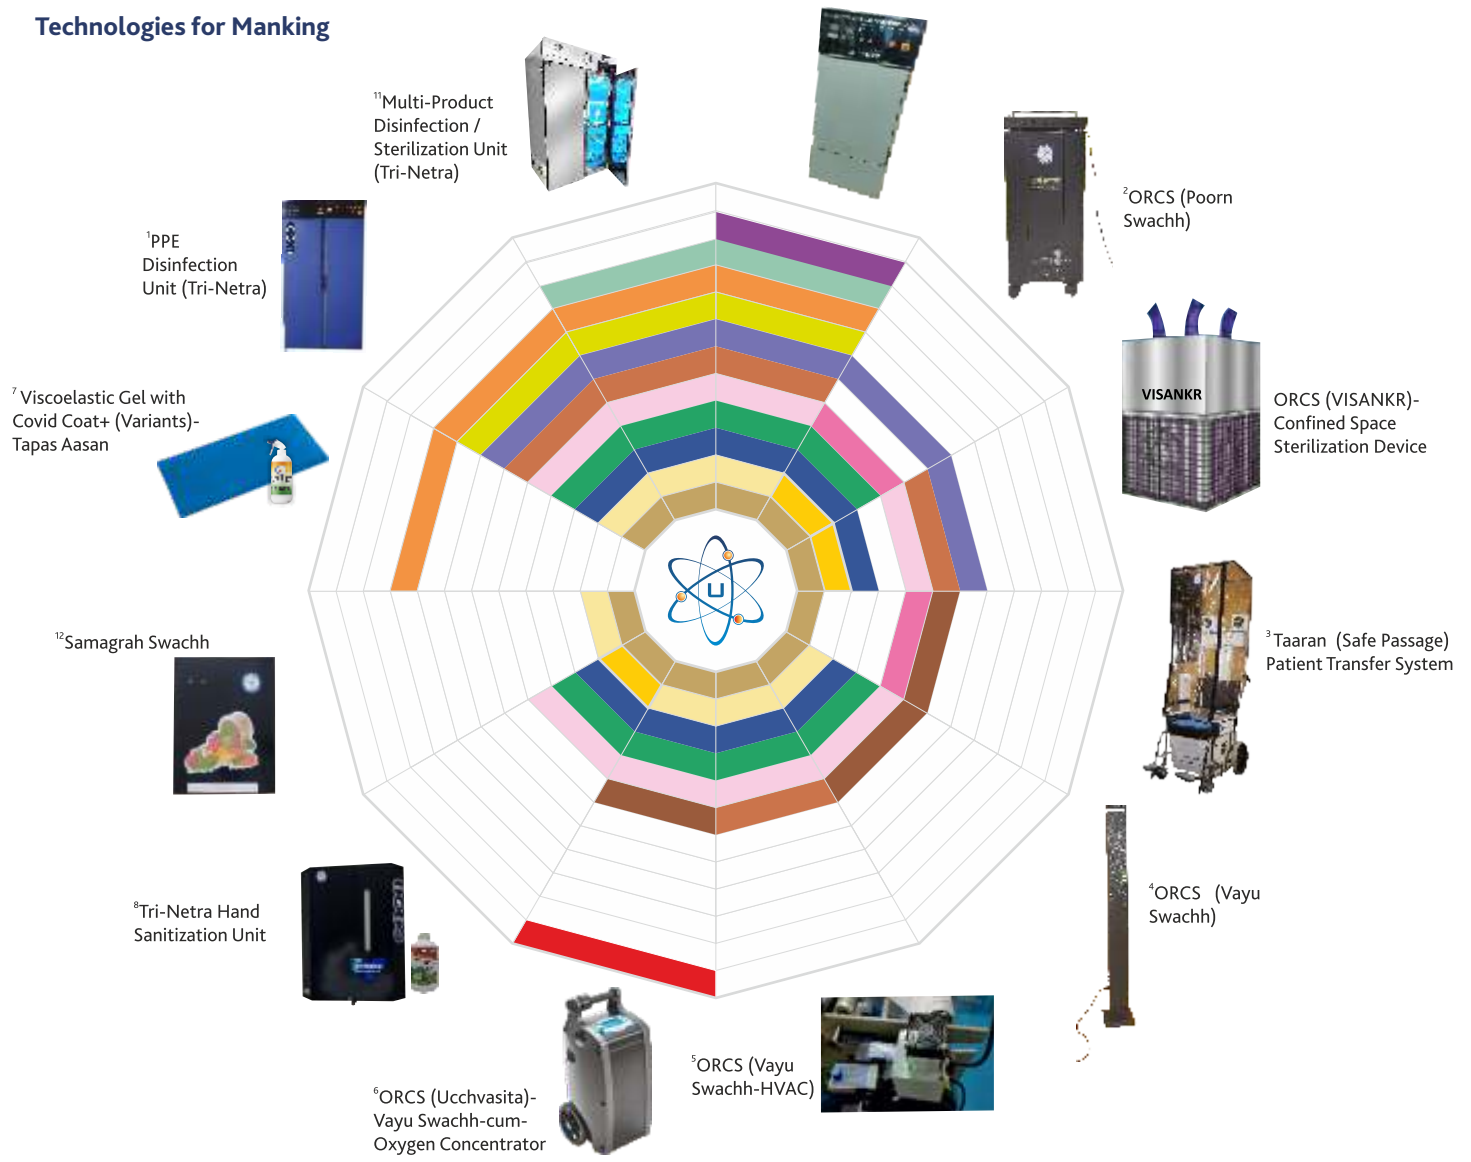 Technologies for Manking
11Multi-Product
Disinfection /
Sterilization Unit
(Tri-Netra)
2ORCS (Poorn
Swachh)
1PPE
Disinfection
Unit (Tri-Netra)
VISANKR
ORCS (VISANKR)-
Confined Space
Sterilization Device
7 Viscoelastic Gel with
Covid Coat+ (Variants)-
Tapas Aasan
U
12Samagrah Swachh
3 Taaran (Safe Passage)
Patient Transfer System
4ORCS (Vayu
Swachh)
8Tri-Netra Hand
Sanitization Unit
5ORCS (Vayu
Swachh-HVAC)
6ORCS (Ucchvasita)-
Vayu Swachh-cum-
Oxygen Concentrator